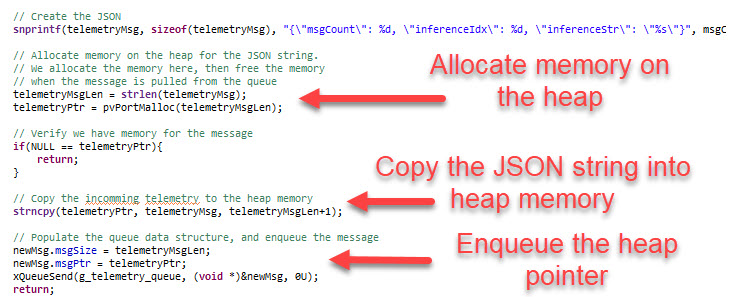 // Create the JSON
snprintf(telemetryMsg, sizeof(telemetryMsg), "{\"msgCount\": %d, \"inferenceIdx\": %d, \"inferenceStr\": \"%s\"}", msgC
// Allocate memory on the heap for the JSON string.
// We allocate the memory here, then free the memory
// when the message is pulled from the queue
telemetryMsgLen = strlen(telemetryMsg);
telemetryPtr = pvPortMalloc(telemetryMsgLen);
Allocate memory on
the heap
// Verify we have memory for the message
if(NULL == telemetryPtr){
return;
}
// Copy the incomming telemetry to the heap memory
strncpy(telemetryPtr, telemetryMsg, telemetryMsgLen+1);
Copy the JSON string into
heap memory
// Populate the queue data structure, and enqueue the message
newMsg.msgSize = telemetryMsgLen;
newMsg.msgPtr = telemetryPtr;
xQueueSend(g_telemetry_queue, (void *)&newMsg, 0U);
return;
Enqueue the heap
pointer